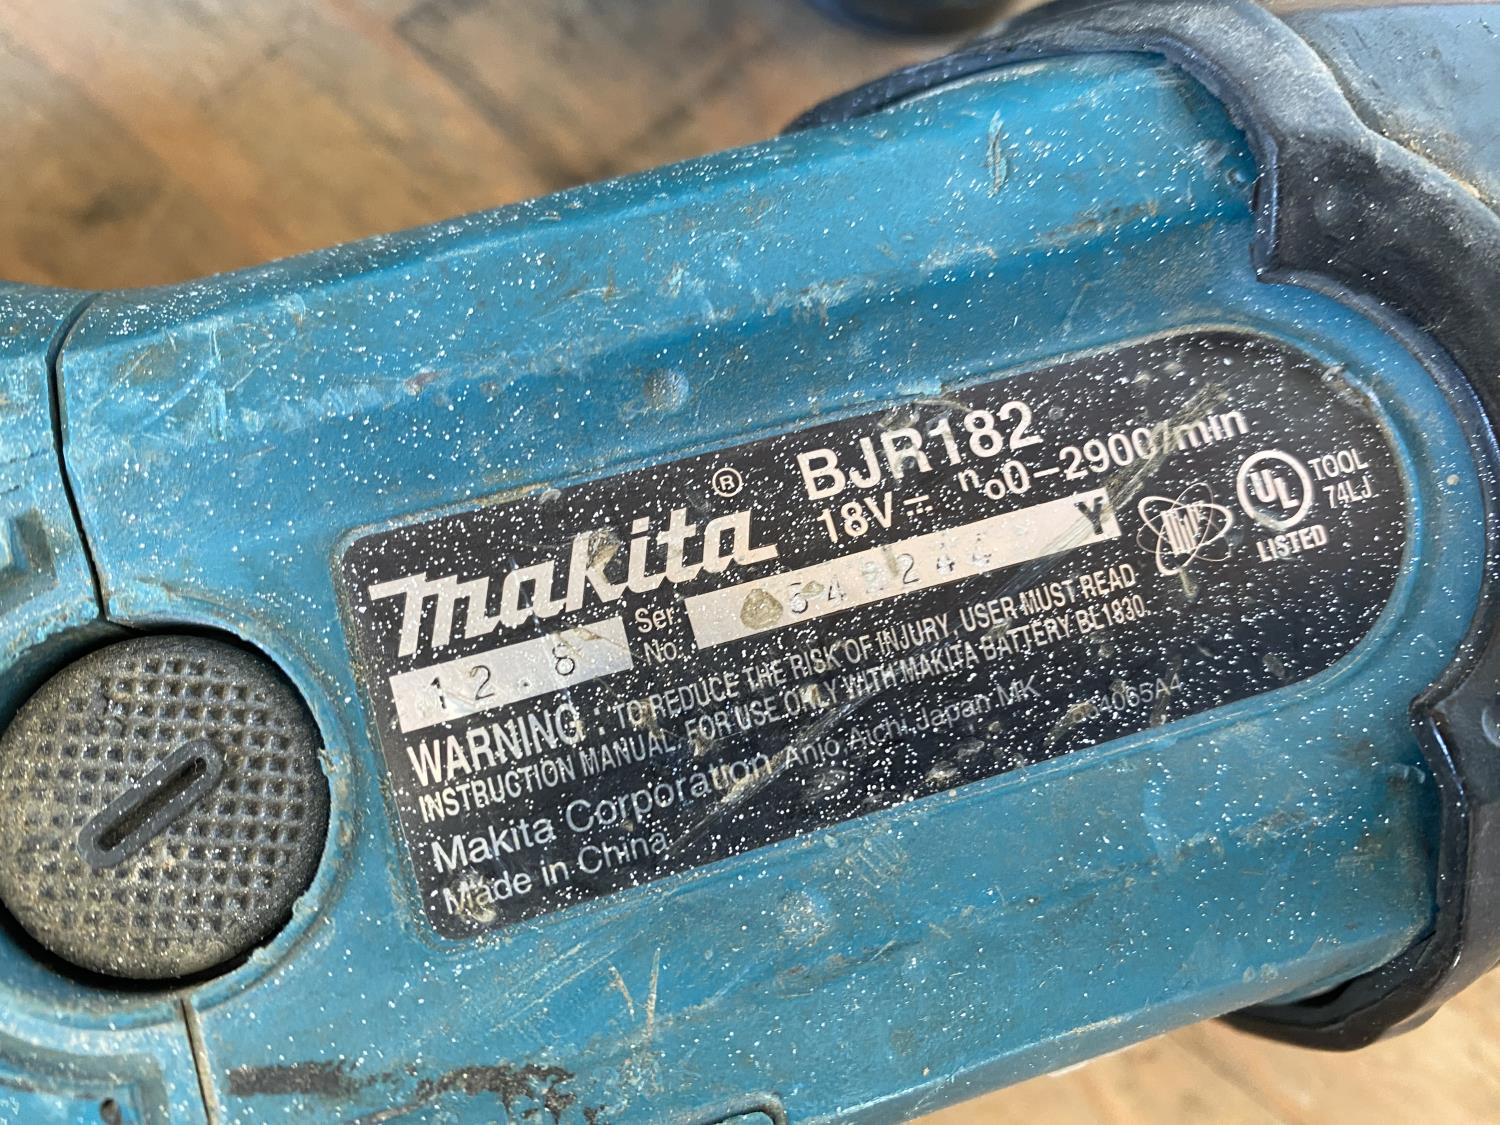 Makita®
BJR182
18V⎓ n₀0-2900/min
12.8
Ser. No. Y
UL LISTED
TOOL
74LJ
WARNING: TO REDUCE THE RISK OF INJURY, USER MUST READ
INSTRUCTION MANUAL. FOR USE ONLY WITH MAKITA BATTERY BL1830.
Makita Corporation Anjo, Aichi, Japan MK
Made in China